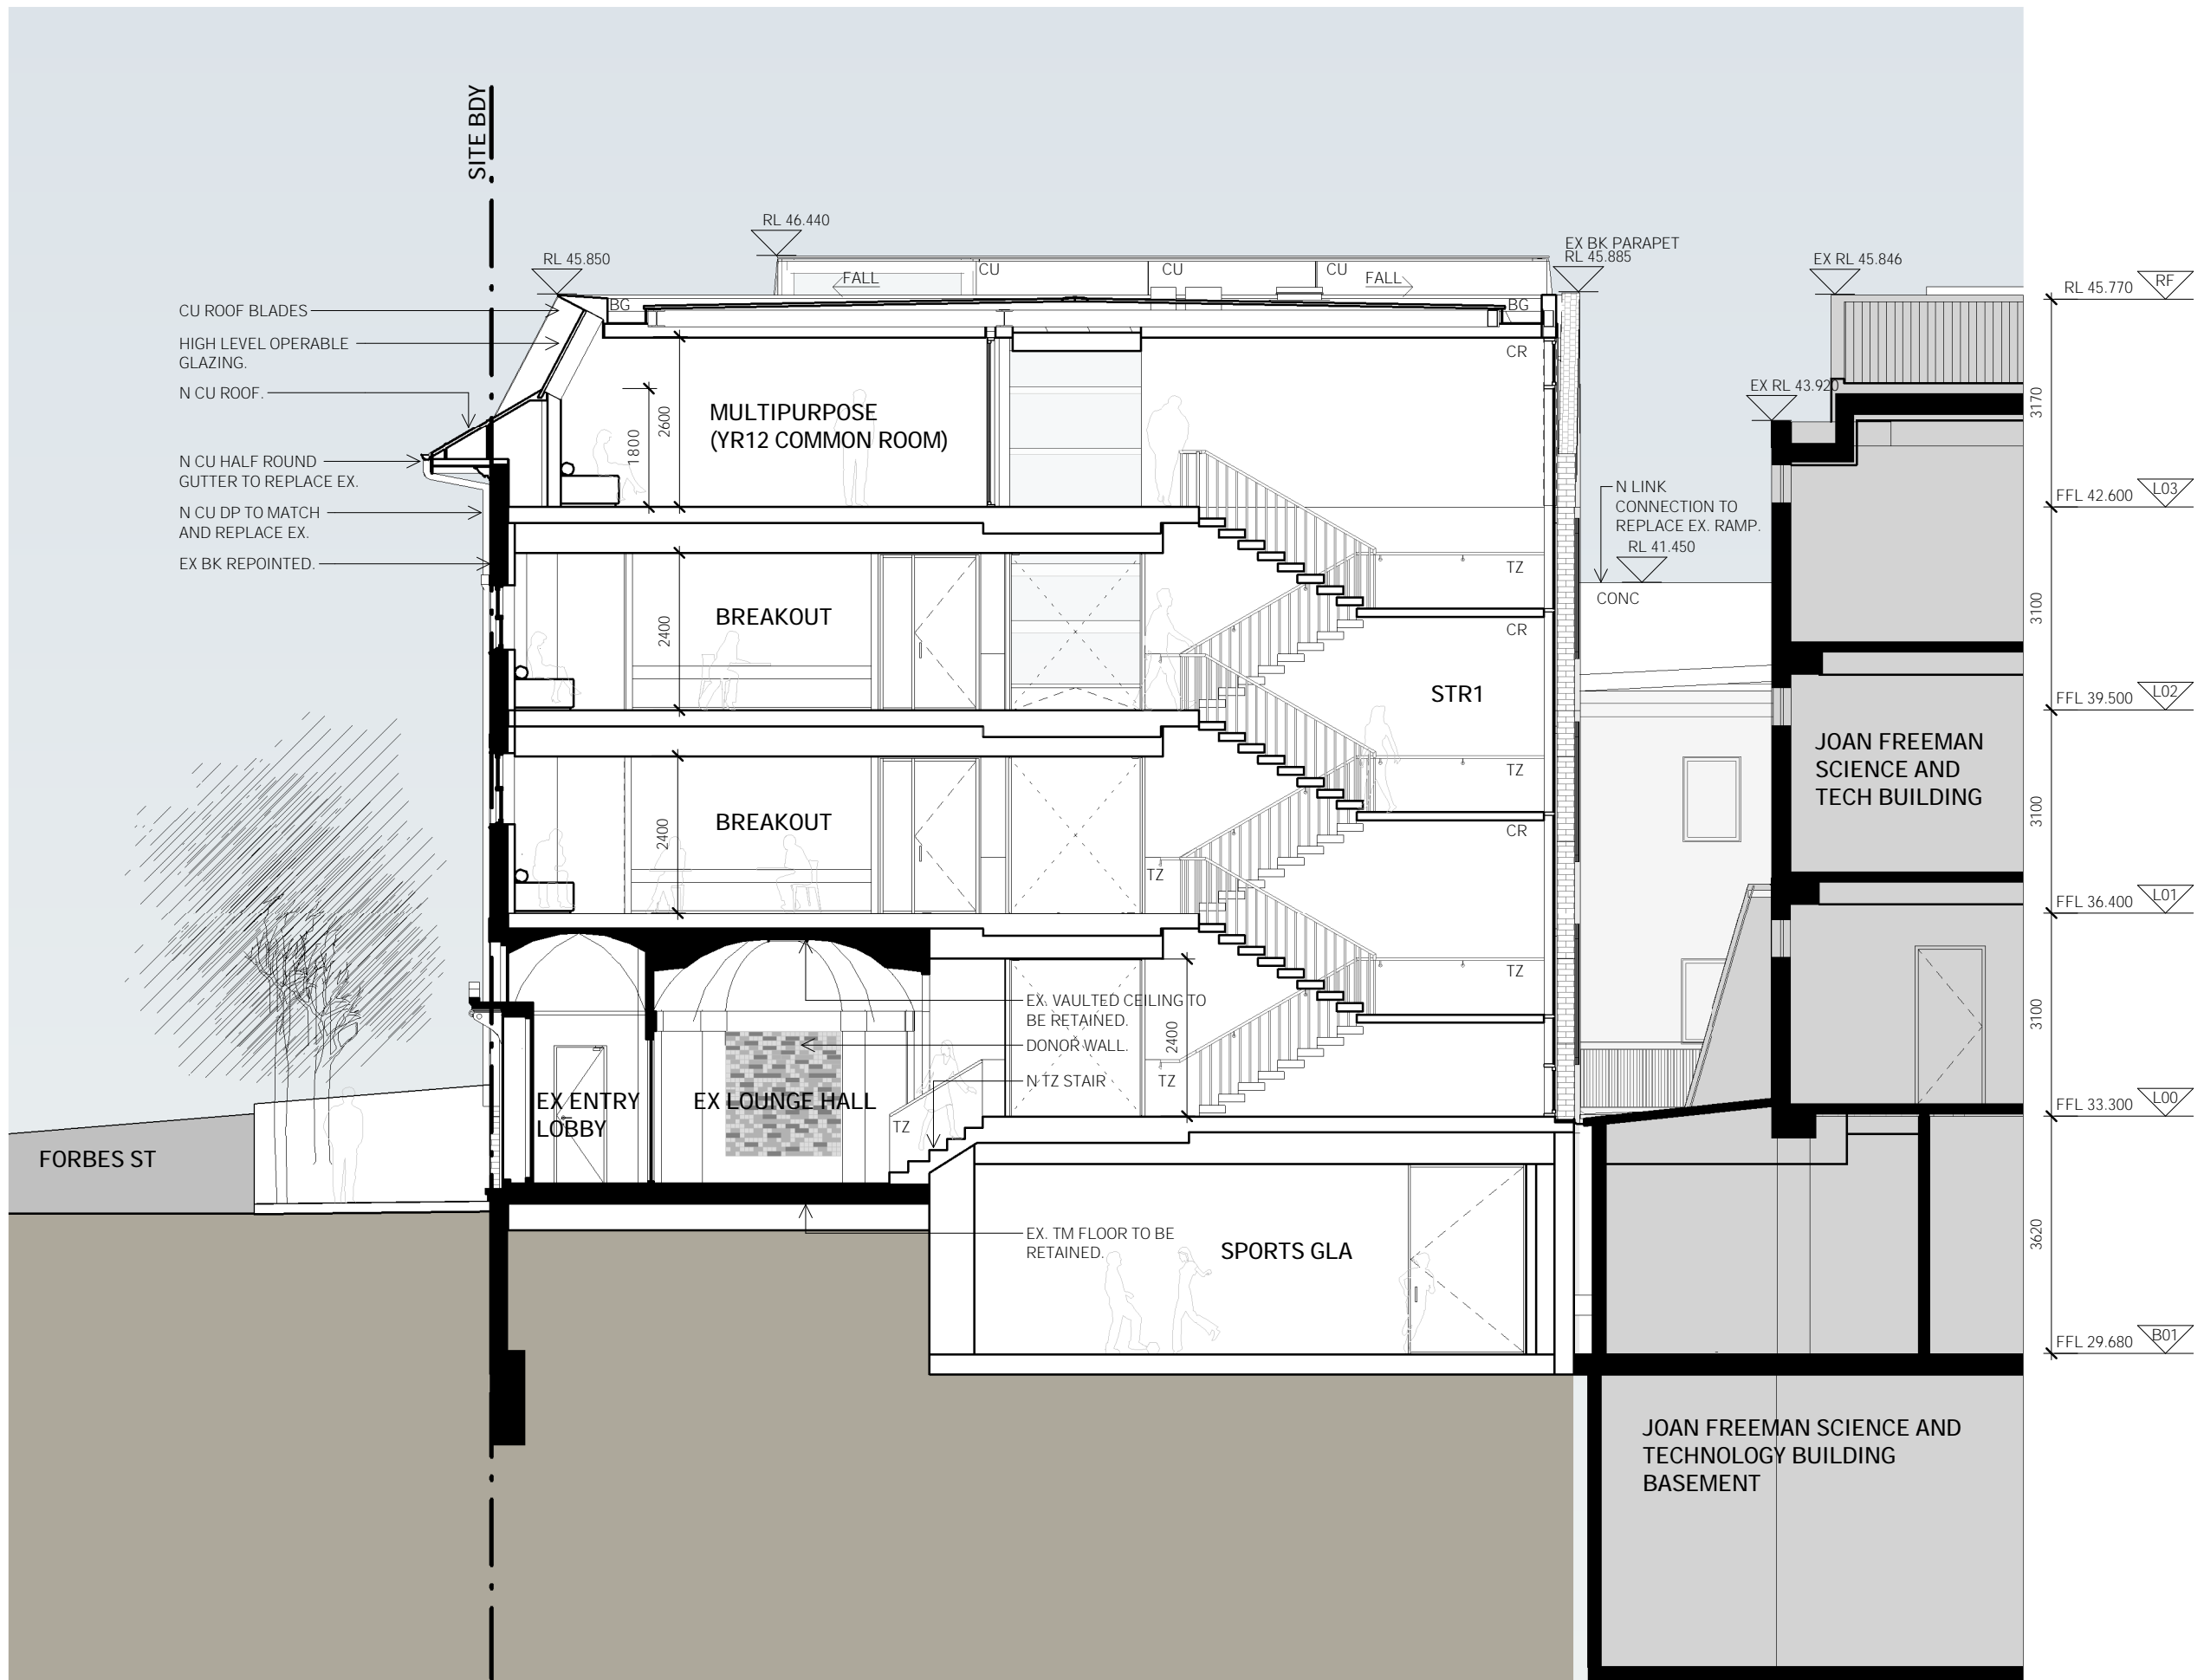 SITE BDY
RL 46.440
RL 45.850
EX BK PARAPET
RL 45.885
EX RL 45.846
RL 45.770
RF
FALL
CU
CU
CU
FALL
BG
BG
CU ROOF BLADES
HIGH LEVEL OPERABLE
GLAZING.
N CU ROOF.
N CU HALF ROUND
GUTTER TO REPLACE EX.
N CU DP TO MATCH
AND REPLACE EX.
EX BK REPOINTED.
CR
EX RL 43.920
3170
1800
2600
MULTIPURPOSE
(YR12 COMMON ROOM)
N LINK
CONNECTION TO
REPLACE EX. RAMP.
RL 41.450
FFL 42.600
L03
TZ
CONC
3100
2400
BREAKOUT
CR
STR1
FFL 39.500
L02
JOAN FREEMAN
SCIENCE AND
TECH BUILDING
TZ
3100
2400
BREAKOUT
CR
TZ
FFL 36.400
L01
TZ
EX. VAULTED CEILING TO
BE RETAINED.
2400
3100
DONOR WALL.
N TZ STAIR
TZ
EX ENTRY
LOBBY
EX LOUNGE HALL
TZ
FFL 33.300
L00
FORBES ST
EX. TM FLOOR TO BE
RETAINED.
SPORTS GLA
3620
FFL 29.680
B01
JOAN FREEMAN SCIENCE AND
TECHNOLOGY BUILDING
BASEMENT